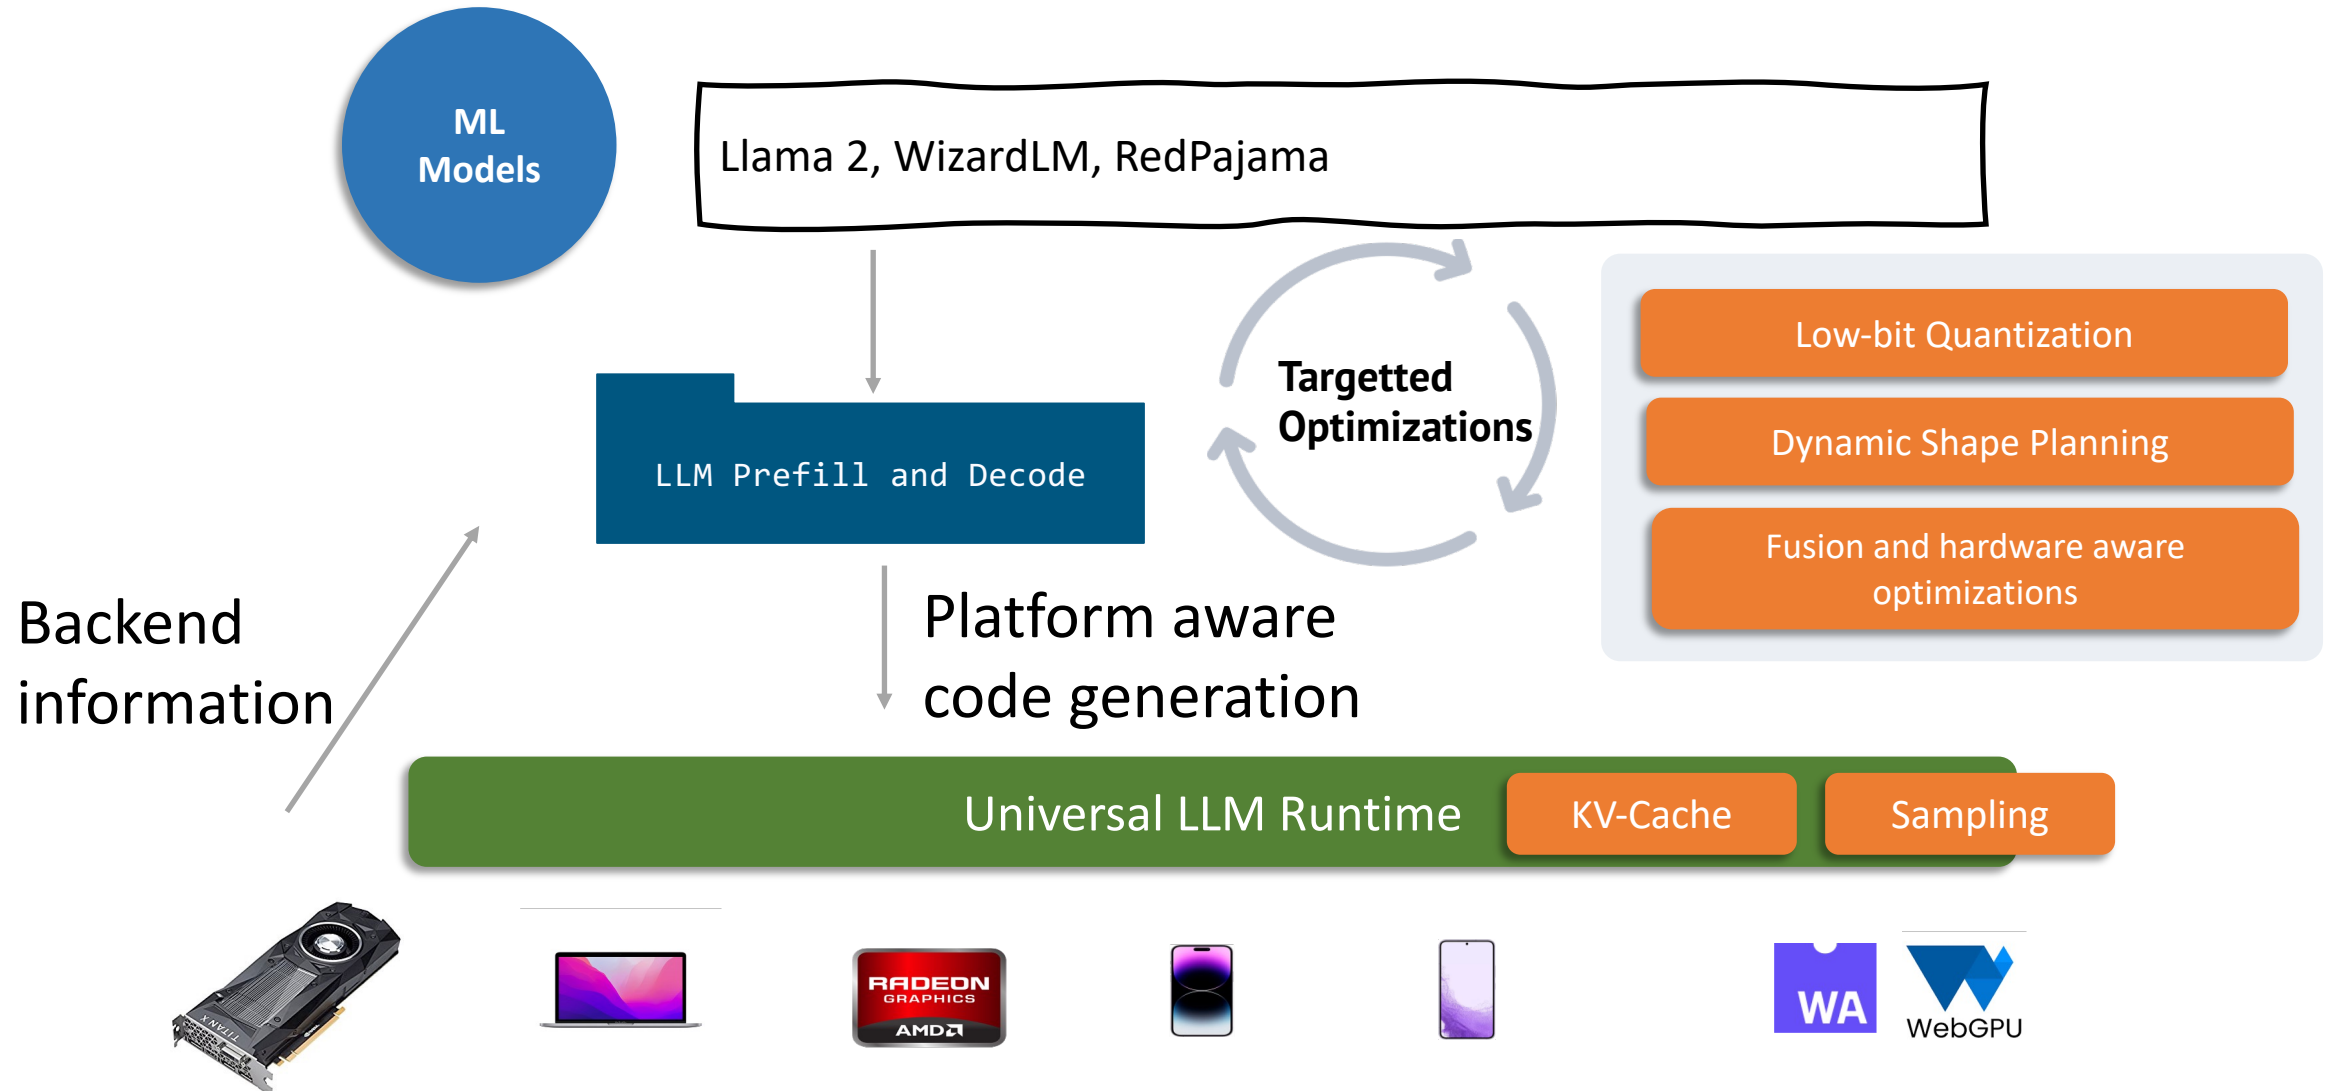 ML
Models
Llama 2, WizardLM, RedPajama
Targetted
Optimizations
Low-bit Quantization
Dynamic Shape Planning
Fusion and hardware aware
optimizations
LLM Prefill and Decode
Backend
information
Platform aware
code generation
Universal LLM Runtime
KV-Cache
Sampling
TITAN X
RADEON
GRAPHICS
AMD
WA
WebGPU